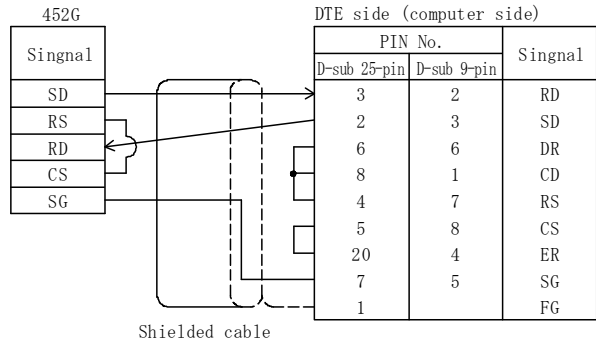 452G
DTE side (computer side)
Singnal
PIN No.
Singnal
D-sub 25-pin D-sub 9-pin
SD 3 2 RD
RS 2 3 SD
RD 6 6 DR
CS 8 1 CD
SG 4 7 RS
5 8 CS
20 4 ER
7 5 SG
1 FG
Shielded cable